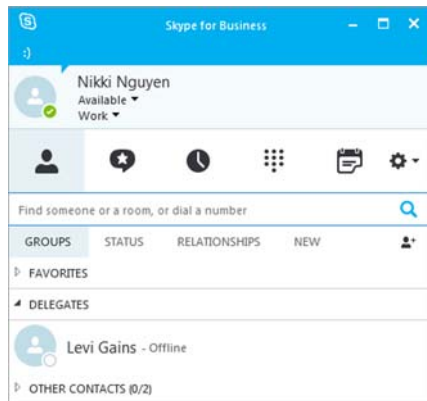 Skype for Business
:)
Nikki Nguyen
Available
Work
Find someone or a room, or dial a number
GROUPS STATUS RELATIONSHIPS NEW
FAVORITES
DELEGATES
Levi Gains - Offline
OTHER CONTACTS (0/2)